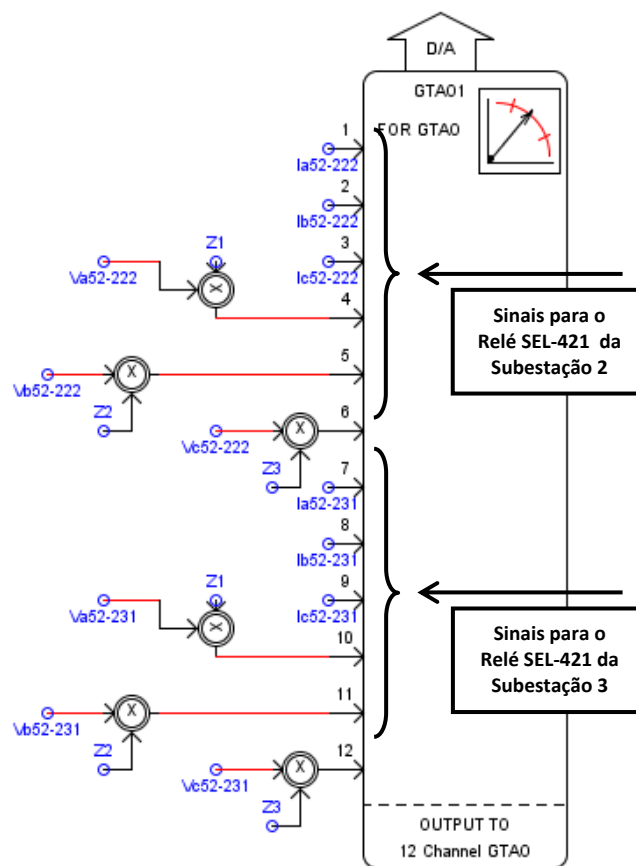 D/A
GTAO1
FOR GTAO
1
Ia52-222
2
Ib52-222
3
Ic52-222
Z1
Va52-222
X
4
Sinais para o
Relé SEL-421 da
Subestação 2
5
Vb52-222
X
Z2
6
Vc52-222
X
Z3
7
Ia52-231
8
Ib52-231
9
Ic52-231
Z1
Va52-231
X
10
Sinais para o
Relé SEL-421 da
Subestação 3
11
Vb52-231
X
Z2
12
Vc52-231
X
Z3
OUTPUT TO
12 Channel GTAO